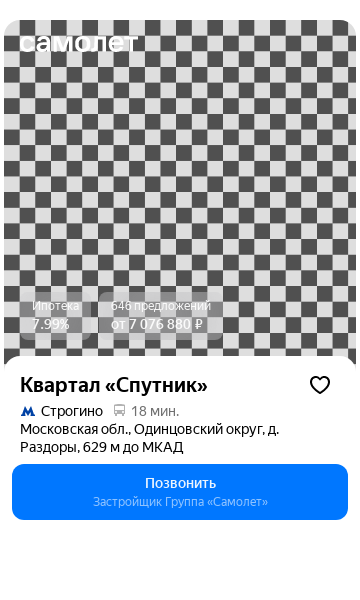 самолет
Ипотека
7.99%
646 предложений
от 7 076 880 ₽
Квартал «Спутник»
Строгино 18 мин.
Московская обл., Одинцовский округ, д.
Раздоры, 629 м до МКАД
Позвонить
Застройщик Группа «Самолет»